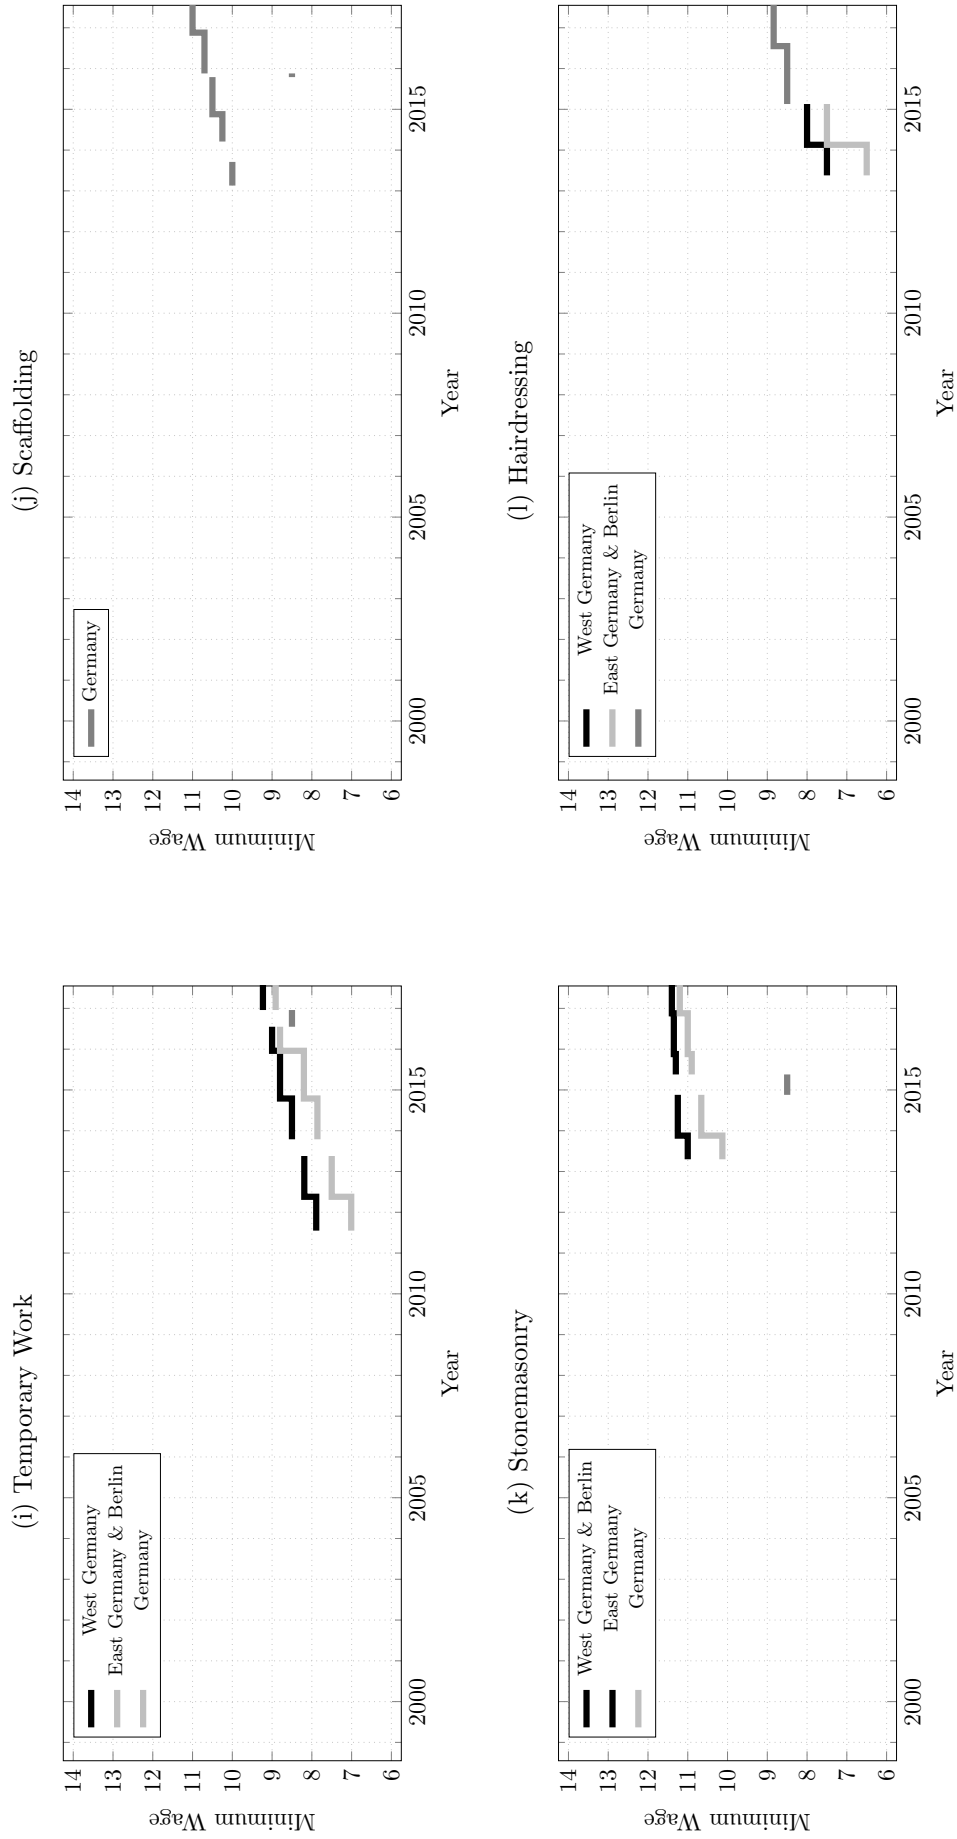 (i) Temporary Work
West Germany
East Germany & Berlin
Germany
14
13
12
11
10
9
8
7
6
Minimum Wage
2000
2005
2010
2015
Year
(j) Scaffolding
Germany
14
13
12
11
10
9
8
7
6
Minimum Wage
2000
2005
2010
2015
Year
(k) Stonemasonry
West Germany & Berlin
East Germany
Germany
14
13
12
11
10
9
8
7
6
Minimum Wage
2000
2005
2010
2015
Year
(l) Hairdressing
West Germany
East Germany & Berlin
Germany
14
13
12
11
10
9
8
7
6
Minimum Wage
2000
2005
2010
2015
Year